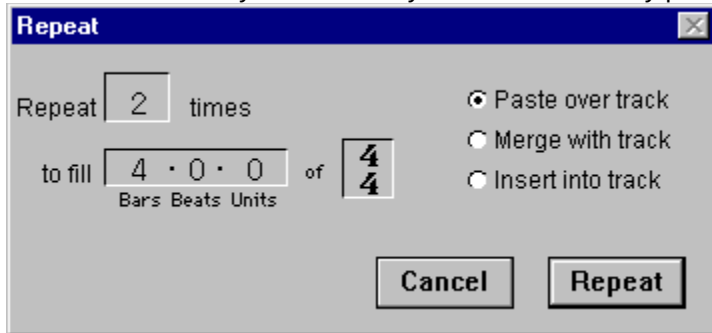 Repeat
Repeat 2 times
to fill 4 · 0 · 0 of 4 4
Bars Beats Units
Paste over track
Merge with track
Insert into track
Cancel Repeat